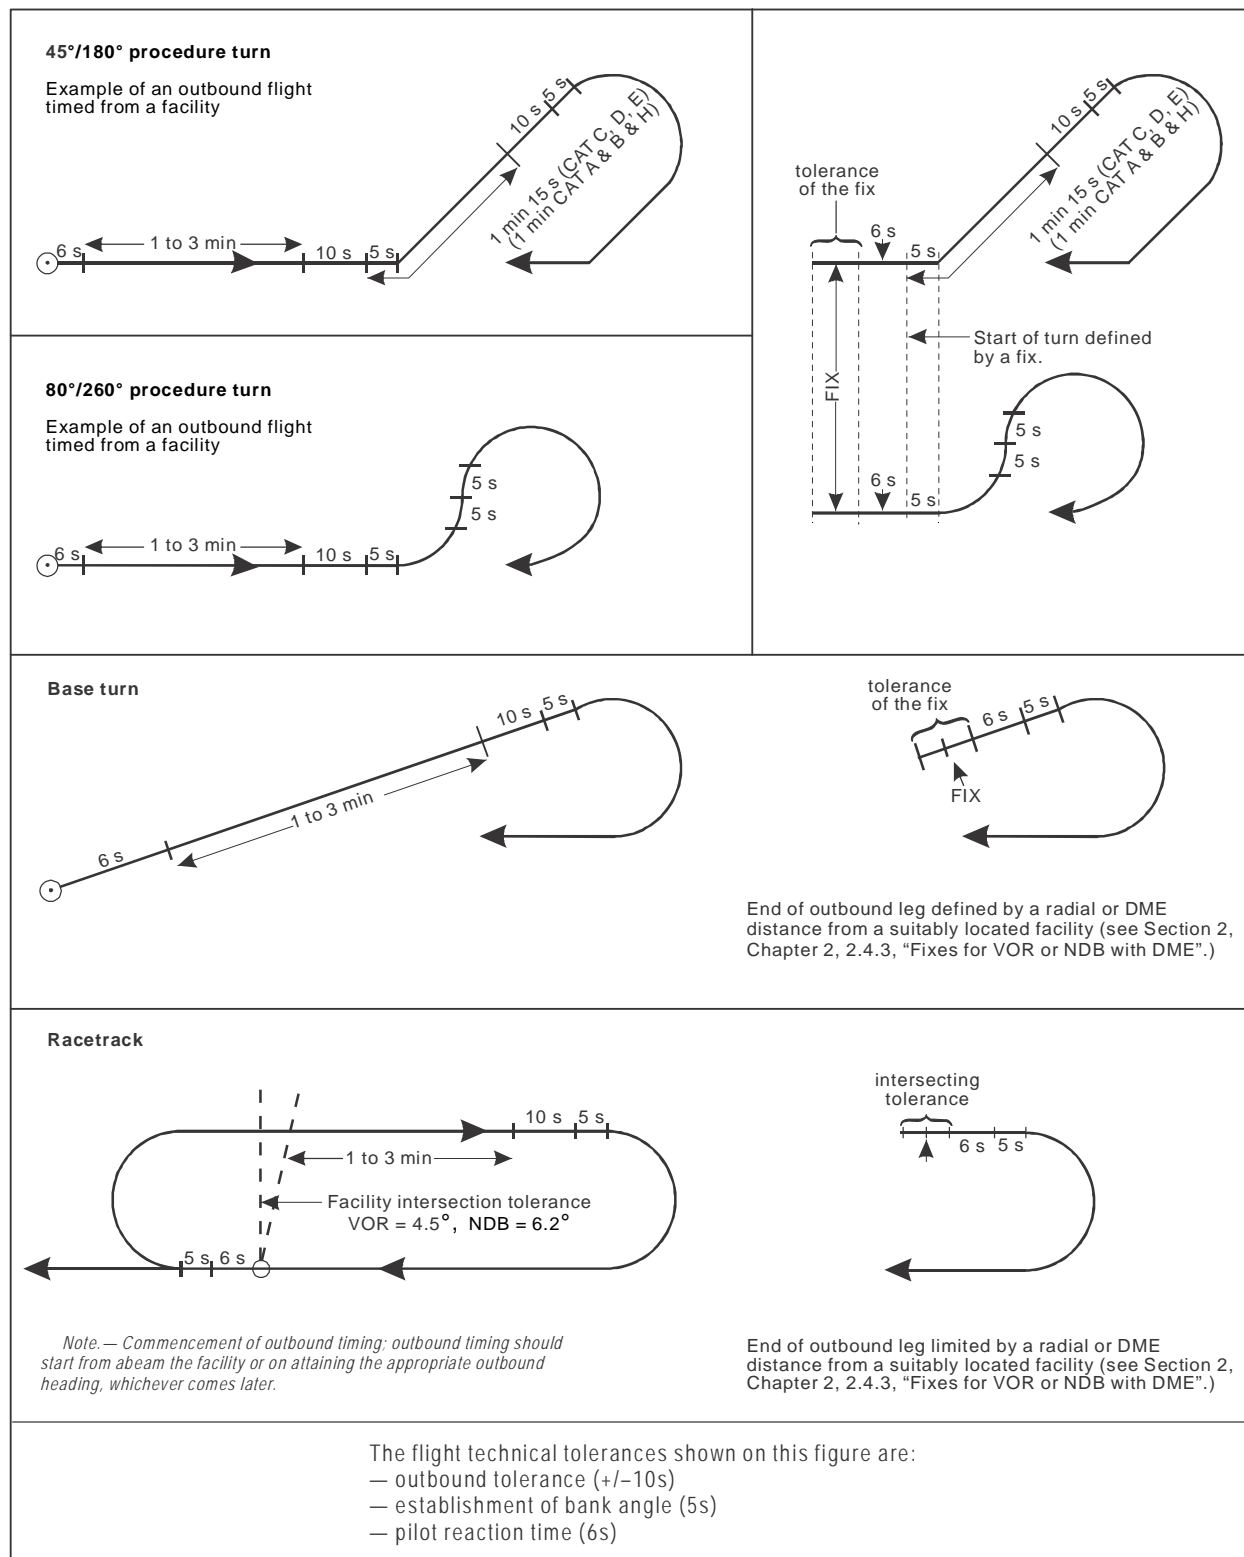 45°/180° procedure turn
Example of an outbound flight
timed from a facility
6 s
1 to 3 min
10 s
5 s
10 s
5 s
1 min 15 s (CAT C, D, E)
(1 min CAT A & B & H)
tolerance
of the fix
6 s
5 s
10 s
5 s
1 min 15 s (CAT C, D, E)
(1 min CAT A & B & H)
FIX
Start of turn defined
by a fix.
5 s
5 s
6 s
5 s
80°/260° procedure turn
Example of an outbound flight
timed from a facility
6 s
1 to 3 min
10 s
5 s
5 s
5 s
Base turn
6 s
1 to 3 min
10 s
5 s
tolerance
of the fix
6 s
5 s
FIX
End of outbound leg defined by a radial or DME
distance from a suitably located facility (see Section 2,
Chapter 2, 2.4.3, “Fixes for VOR or NDB with DME”.)
Racetrack
10 s
5 s
1 to 3 min
Facility intersection tolerance
VOR = 4.5°, NDB = 6.2°
5 s
6 s
intersecting
tolerance
6 s
5 s
Note.— Commencement of outbound timing; outbound timing should
start from abeam the facility or on attaining the appropriate outbound
heading, whichever comes later.
End of outbound leg limited by a radial or DME
distance from a suitably located facility (see Section 2,
Chapter 2, 2.4.3, “Fixes for VOR or NDB with DME”.)
The flight technical tolerances shown on this figure are:
— outbound tolerance (+/–10s)
— establishment of bank angle (5s)
— pilot reaction time (6s)